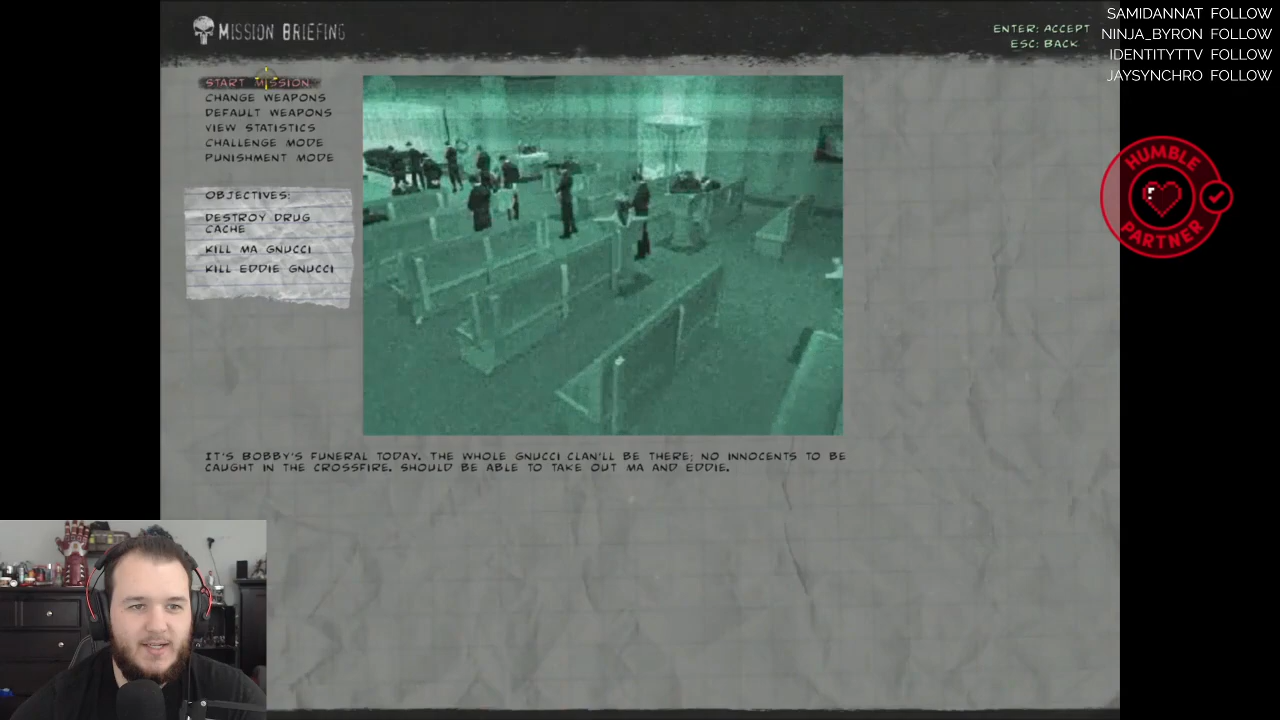 MISSION BRIEFING
ENTER: ACCEPT
ESC: BACK
SAMIDANNAT FOLLOW
NINJA_BYRON FOLLOW
IDENTITYTTV FOLLOW
JAYSYNCHRO FOLLOW
START MISSION
CHANGE WEAPONS
DEFAULT WEAPONS
VIEW STATISTICS
CHALLENGE MODE
PUNISHMENT MODE
OBJECTIVES:
DESTROY DRUG
CACHE
KILL MA GNUCCI
KILL EDDIE GNUCCI
HUMBLE
PARTNER
IT'S BOBBY'S FUNERAL TODAY. THE WHOLE GNUCCI CLAN'LL BE THERE; NO INNOCENTS TO BE
CAUGHT IN THE CROSSFIRE. SHOULD BE ABLE TO TAKE OUT MA AND EDDIE.